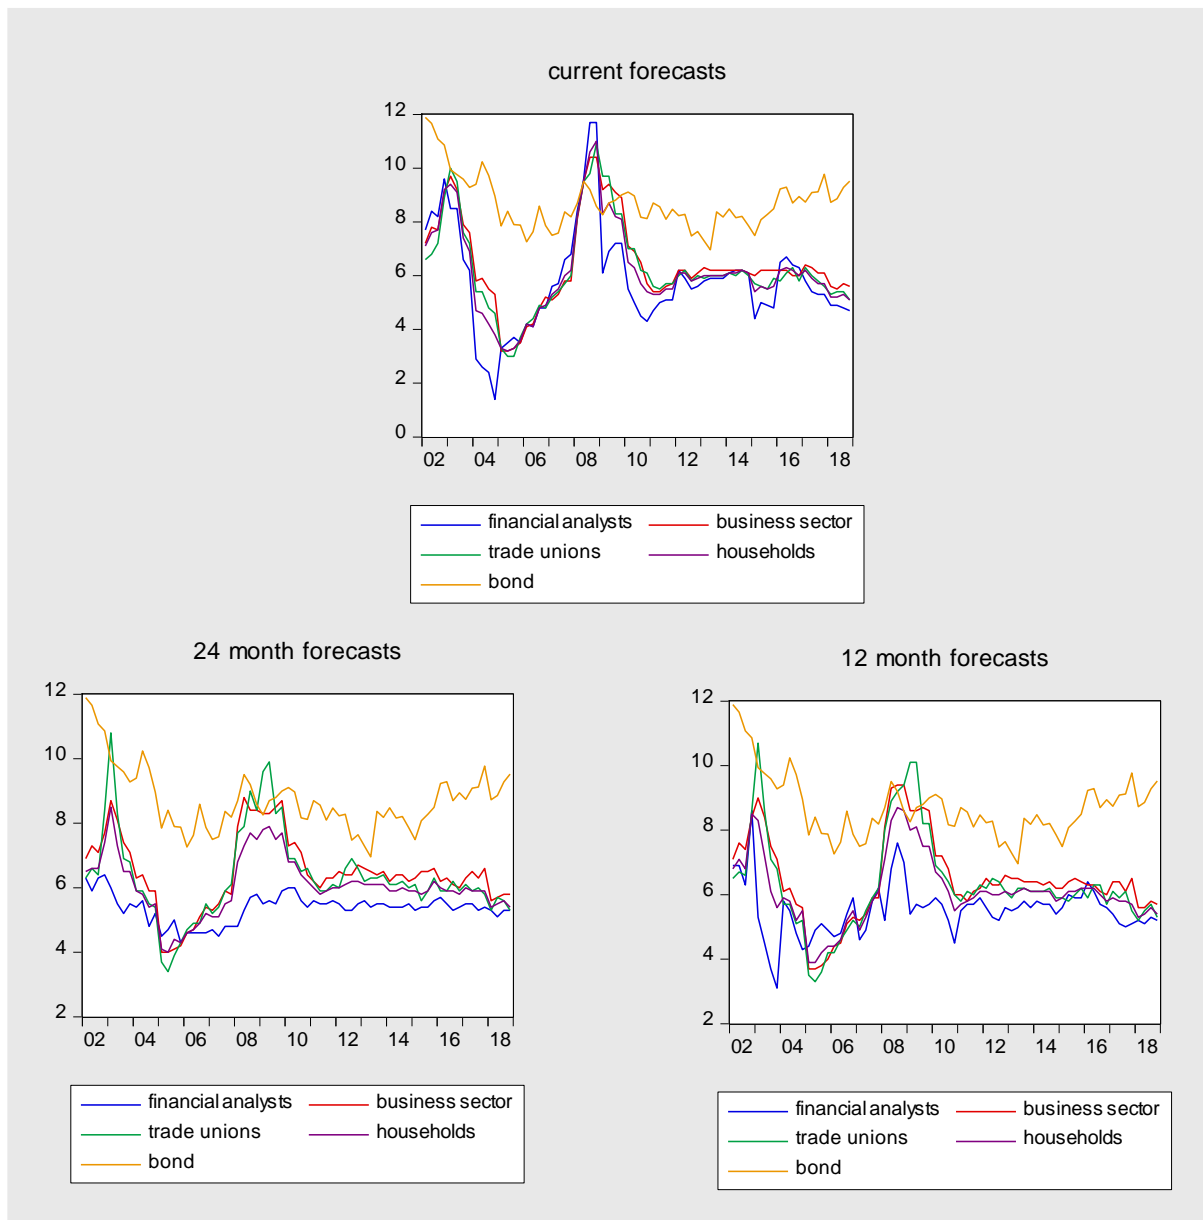 current forecasts
12
10
8
6
4
2
0
02 04 06 08 10 12 14 16 18
financial analysts business sector
trade unions households
bond
24 month forecasts
12
10
8
6
4
2
02 04 06 08 10 12 14 16 18
financial analysts business sector
trade unions households
bond
12 month forecasts
12
10
8
6
4
2
02 04 06 08 10 12 14 16 18
financial analysts business sector
trade unions households
bond